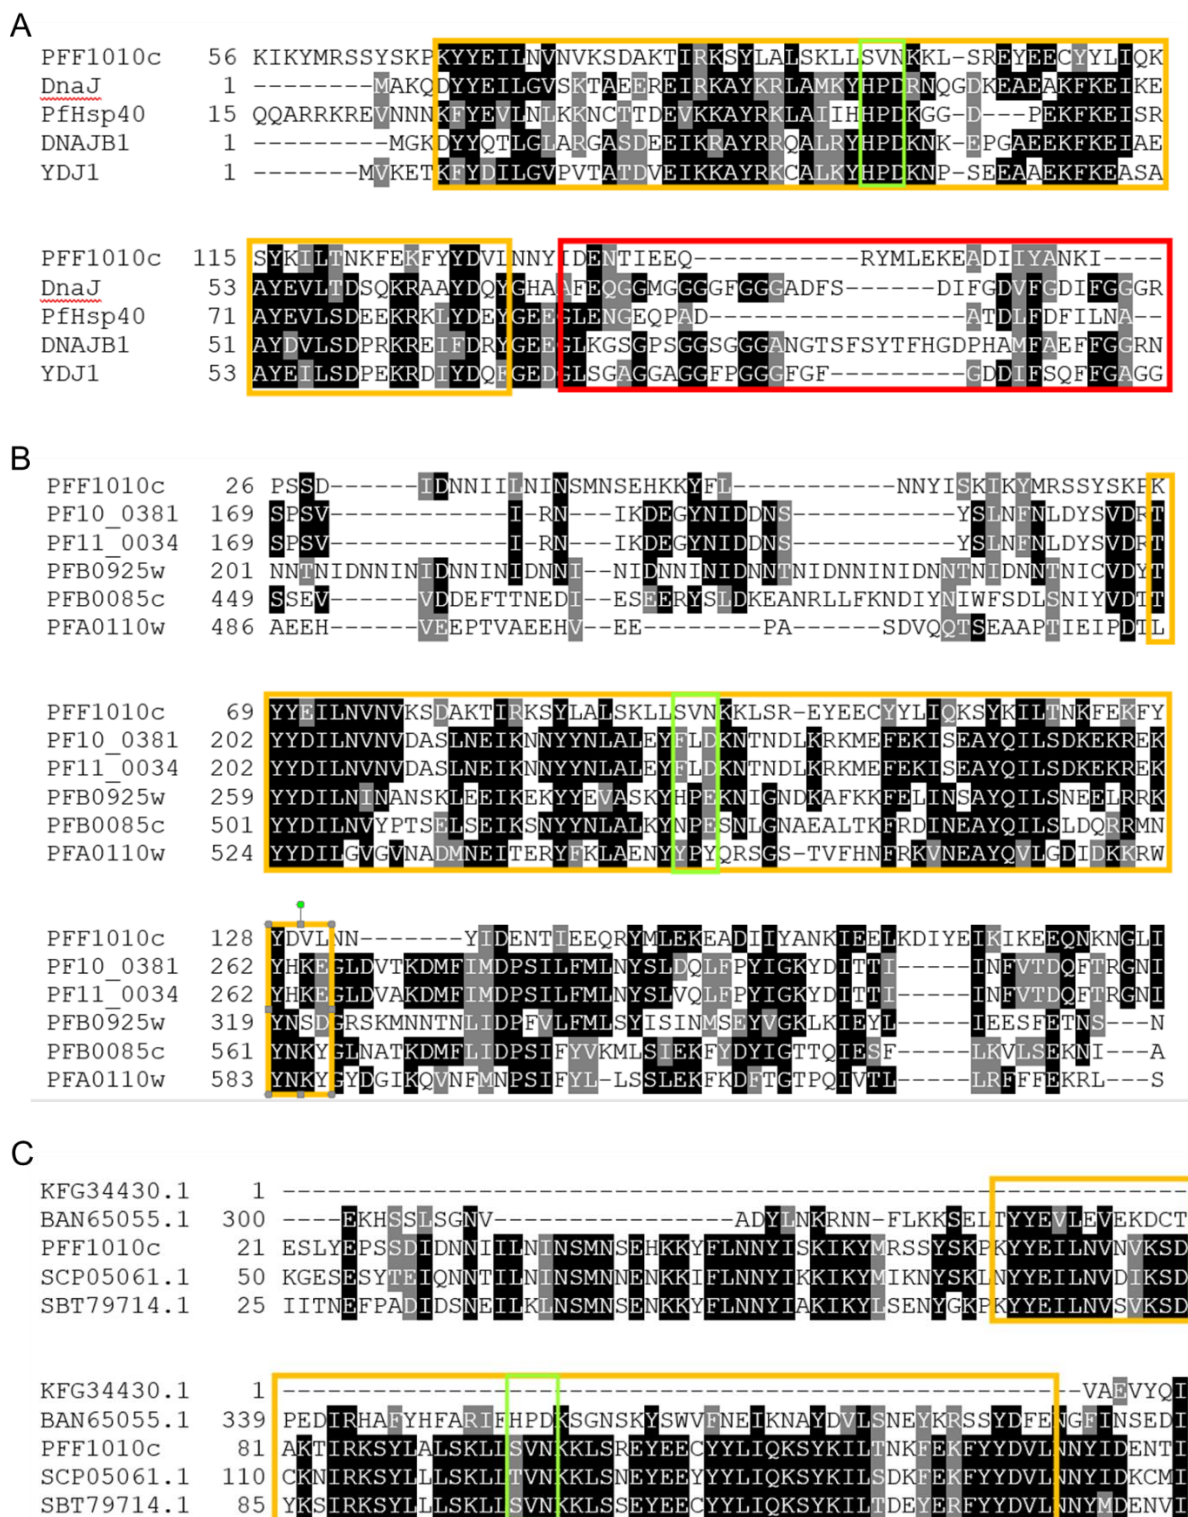 A
PFF1010c 56 KIKYMRSSYSKPKYYEILNVNVKSDAKTIRKSYLALSKLLSVNKKL-SREYEECYYLIQK
DnaJ 1 --------MAKQDYYEILGVSKTAEEREIRKAYKRLAMKYHPDRNQGDKEAEAKFKEIKE
PfHsp40 15 QQARRKREVNNNKFYEVLNLKKNCTTDEVKKAYRKLAIIHHPDKGG-D---PEKFKEISR
DNAJB1 1 ---------MGKDYYQTLGLARGASDEEIKRAYRRQALRYHPDKNK-EPGAEEKFKEIAE
YDJ1 1 -------MVKETKFYDILGVPVTATDVEIKKAYRKCALKYHPDKNP-SEEAAEKFKEASA
PFF1010c 115 SYKILTNKFEKFYYDVLNNYIDENTIEEQ-----------RYMLEKEADIIYANKI----
DnaJ 53 AYEVLTDSQKRAAYDQYGHAAFEQGGMGGGGFGGGADFS------DIFGDVFGDIFGGGR
PfHsp40 71 AYEVLSDEEKRKLYDEYGEEGLENGEQPAD-----------------ATDLFDFILNA--
DNAJB1 51 AYDVLSDPRKREIFDRYGEEGLKGSGPSGGSGGGANGTSFSYTFHGDPHAMFAEFFGGRN
YDJ1 53 AYEILSDPEKRDIYDQFGEDGLSGAGGAGGFPGGGFGF---------GDDIFSQFFGAGG
B
PFF1010c 26 PSSD------IDNNIILNINSMNSEHKKYFL-----------NNYISKIKYMRSSYSKPK
PF10_0381 169 SPSV------------I-RN---IKDEGYNIDDNS-----------YSLNFNLDYSVDRT
PF11_0034 169 SPSV------------I-RN---IKDEGYNIDDNS-----------YSLNFNLDYSVDRT
PFB0925w 201 NNTNIDNNINIDNNINIDNNI--NIDNNINIDNNTNIDNNINIDNNTNIDNNTNICVDYT
PFB0085c 449 SSEV------VDDEFTTNEDI--ESEERYSLDKEANRLLFKNDIYNIWFSDLSNIYVDTT
PFA0110w 486 AEEH------VEEPTVAEEHV--EE--------PA------SDVQQTSEAAPTIEIPDTL
PFF1010c 69 YYEILNVNVKSDAKTIRKSYLALSKLLSVNKKLSR-EYEECYYLIQKSYKILTNKFEKFY
PF10_0381 202 YYDILNVNVDASLNEIKNNYYNLALEYFLDKNTNDLKRKMEFEKISEAYQILSDKEKREK
PF11_0034 202 YYDILNVNVDASLNEIKNNYYNLALEYFLDKNTNDLKRKMEFEKISEAYQILSDKEKREK
PFB0925w 259 YYDILNINANSKLEEIKEKYYEVASKYHPEKNIGNDKAFKKFELINSAYQILSNEELRRK
PFB0085c 501 YYDILNVYPTSELSEIKSNYYNLALKYNPESNLGNAEALTKFRDINEAYQILSLDQRRMN
PFA0110w 524 YYDILGVGVNADMNEITERYFKLAENYYPYQRSGS-TVFHNFRKVNEAYQVLGDIDKKRW
PFF1010c 128 YDVLNN-------YIDENTIEEQRYMLEKEADIIYANKIEELKDIYEIKIKEEQNKNGLI
PF10_0381 262 YHKEGLDVTKDMFIMDPSILFMLNYSLDQLFPYIGKYDITTI-----INFVTDQFTRGNI
PF11_0034 262 YHKEGLDVAKDMFIMDPSILFMLNYSLVQLFPYIGKYDITTI-----INFVTDQFTRGNI
PFB0925w 319 YNSDGRSKMNNTNLIDPFVLFMLSYISINMSEYVGKLKIEYL-----IEESFETNS---N
PFB0085c 561 YNKYGLNATKDMFLIDPSIFYVKMLSIEKFYDYIGTTQIESF-----LKVLSEKNI---A
PFA0110w 583 YNKYGYDGIKQVNFMNPSIFYL-LSSLEKFKDFTGTPQIVTL-----LRFFFEKRL---S
C
KFG34430.1 1 ------------------------------------------------------------
BAN65055.1 300 ----EKHSSLSGNV----------------ADYLNKRNN-FLKKSELTYYEVLEVEKDCT
PFF1010c 21 ESLYEPSSDIDNNIILNINSMNSEHKKYFLNNYISKIKYMRSSYSKPKYYEILNVNVKSD
SCP05061.1 50 KGESESYTEIQNNTILNINSMNNENKKIFLNNYIKKIKYMIKNYSKLNYYEILNVDIKSD
SBT79714.1 25 IITNEFPADIDSNEILKLNSMNSENKKYFLNNYIAKIKYLSENYGKPKYYEILNVSVKSD
KFG34430.1 1 -----------------------------------------------------VAEVYQI
BAN65055.1 339 PEDIRHAFYHFARIFHPDKSGNSKYSWVFNEIKNAYDVLSNEYKRSSYDFENGFINSEDI
PFF1010c 81 AKTIRKSYLALSKLLSVNKKLSREYEECYYLIQKSYKILTNKFEKFYYDVLNNYIDENTI
SCP05061.1 110 CKNIRKSYLLLSKLLTVNKKLSNEYEEYYYLIQKSYKILSDKFEKFYYDVLNNYIDKCMI
SBT79714.1 85 YKSIRKSYLLLSKLLSVNKKLSSEYEECYYLIQKSYKILTDEYERFYYDVLNNYMDENVI